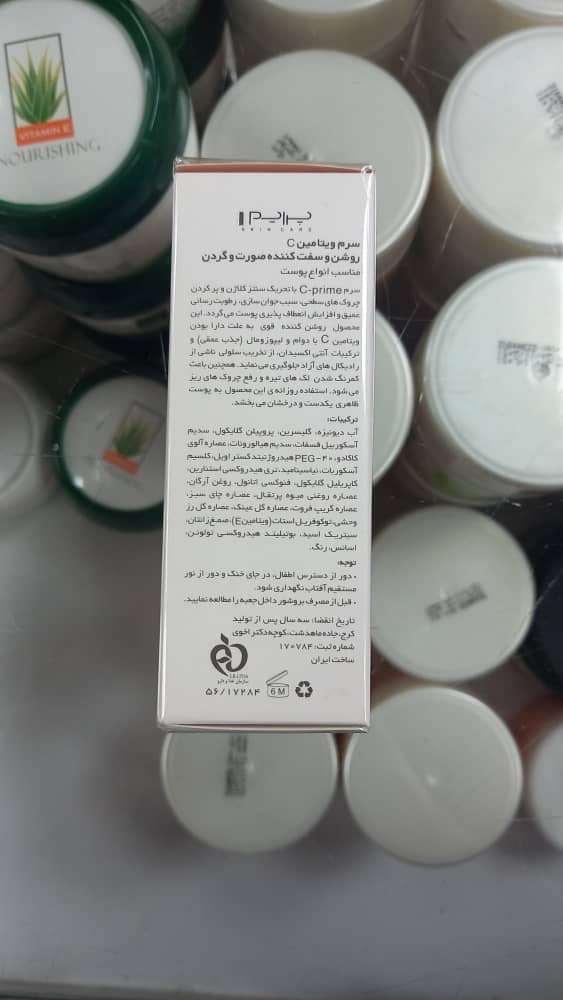 VITAMIN E
NOURISHING
پرایم
SKIN CARE
سرم ویتامین C
روشن و سفت کننده صورت و گردن
مناسب انواع پوست
سرم C-prime با تحریک سنتز کلاژن و پر کردن
چروک های سطحی، سبب جوان سازی، رطوبت رسانی
عمیق و افزایش انعطاف پذیری پوست می گردد. این
محصول روشن کننده قوی به علت دارا بودن
ویتامین C با دوام و لیپوزومال (جذب عمقی) و
ترکیبات آنتی اکسیدان، از تخریب سلولی ناشی از
رادیکال های آزاد جلوگیری می نماید. همچنین باعث
کمرنگ شدن لک های تیره و رفع چروک های ریز
می شود. استفاده روزانه ی این محصول به پوست
ظاهری یکدست و درخشان می بخشد.
ترکیبات:
آب دیونیزه، گلیسرین، پروپیلن گلایکول، سدیم
آسکوربیل فسفات، سدیم هیالورونات، عصاره آلوی
کاکادو، PEG-40 هیدروژنیتد کستر اویل، کلسیم
آسکوربات، نیاسینامید، تری هیدروکسی استئارین،
کاپریلیل گلایکول، فنوکسی اتانول، روغن آرگان،
عصاره روغنی میوه پرتقال، عصاره چای سبز،
عصاره گریپ فروت، عصاره گل عینک، عصاره گل رز
وحشی، توکوفریل استات (ویتامین E)، صمغ زانتان،
سیتریک اسید، بوتیلیتد هیدروکسی تولوئن،
اسانس، رنگ.
توجه:
• دور از دسترس اطفال، در جای خنک و دور از نور
مستقیم آفتاب نگهداری شود.
• قبل از مصرف بروشور داخل جعبه را مطالعه نمایید.
تاریخ انقضا: سه سال پس از تولید
کرج، جاده ماهدشت، کوچه دکتر اخوی
شماره ثبت: ۱۷۰۷۸۴
ساخت ایران
سازمان غذا و دارو
۵۶/۱۷۲۸۴
6 M